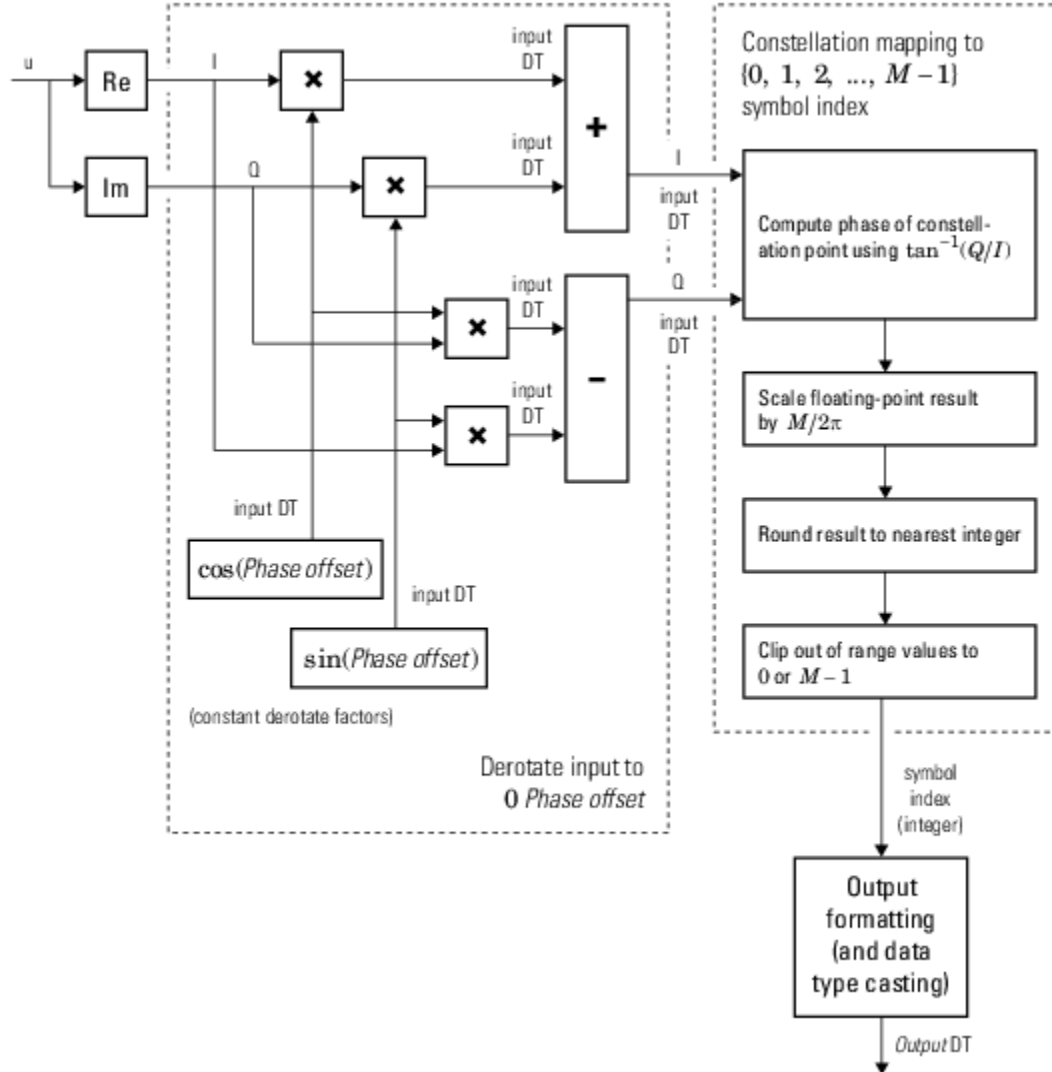 u
Re
I
×
input
DT
+
Im
Q
×
input
DT
I
input
DT
×
input
DT
Q
input
DT
×
input
DT
–
input DT
cos(Phase offset)
input DT
sin(Phase offset)
(constant derotate factors)
Derotate input to
0 Phase offset
Constellation mapping to
{0, 1, 2, ..., M – 1}
symbol index
Compute phase of constell-
ation point using tan⁻¹(Q/I)
Scale floating-point result
by M/2π
Round result to nearest integer
Clip out of range values to
0 or M – 1
symbol
index
(integer)
Output
formatting
(and data
type casting)
Output DT